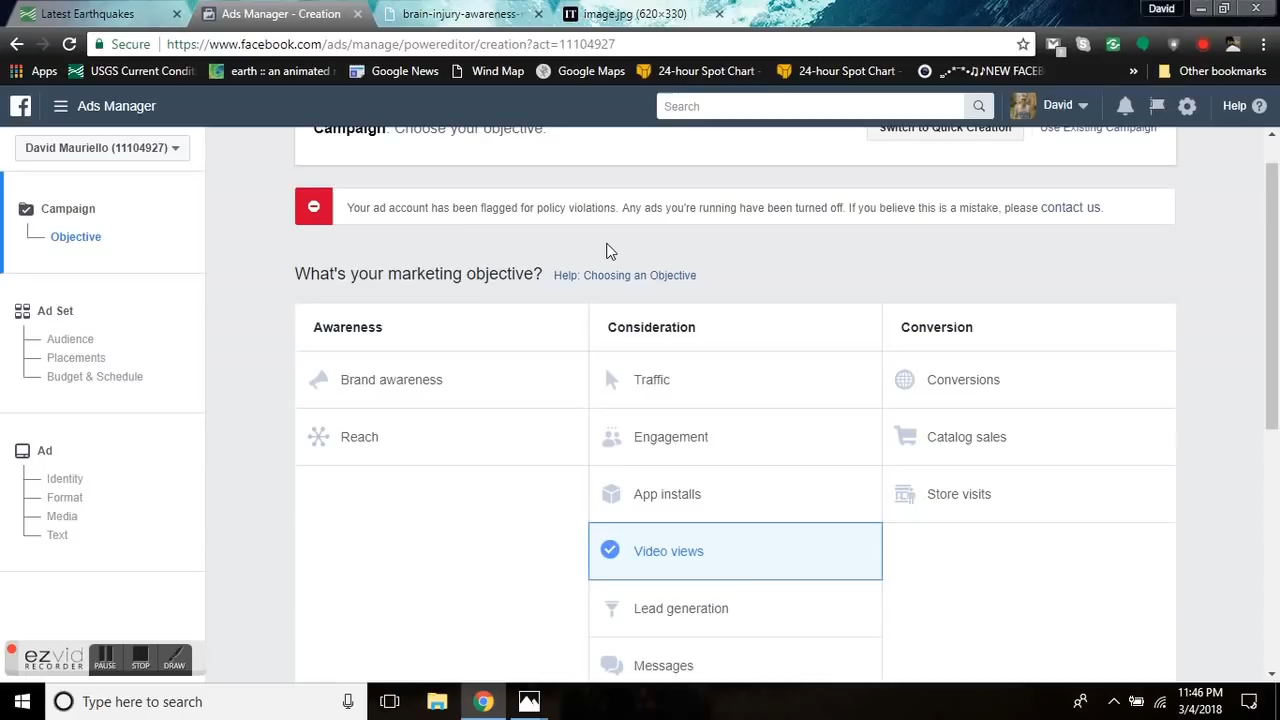 Latest Earthquakes
Ads Manager - Creation
brain-injury-awareness-
image.jpg (620×330)
David
Secure
https://www.facebook.com/ads/manage/powereditor/creation?act=11104927
Apps
USGS Current Condit
earth :: an animated
Google News
Wind Map
Google Maps
24-hour Spot Chart -
24-hour Spot Chart -
NEW FACEB
»
Other bookmarks
Ads Manager
Search
David
Help
David Mauriello (11104927)
Campaign: Choose your objective.
Switch to Quick Creation
Use Existing Campaign
Campaign
Objective
Your ad account has been flagged for policy violations. Any ads you're running have been turned off. If you believe this is a mistake, please contact us.
What's your marketing objective?
Help: Choosing an Objective
Ad Set
Audience
Placements
Budget & Schedule
Ad
Identity
Format
Media
Text
Awareness
Consideration
Conversion
Brand awareness
Traffic
Conversions
Reach
Engagement
Catalog sales
App installs
Store visits
Video views
Lead generation
Messages
ezvid
RECORDER
PAUSE
STOP
DRAW
Type here to search
11:46 PM
3/4/2018